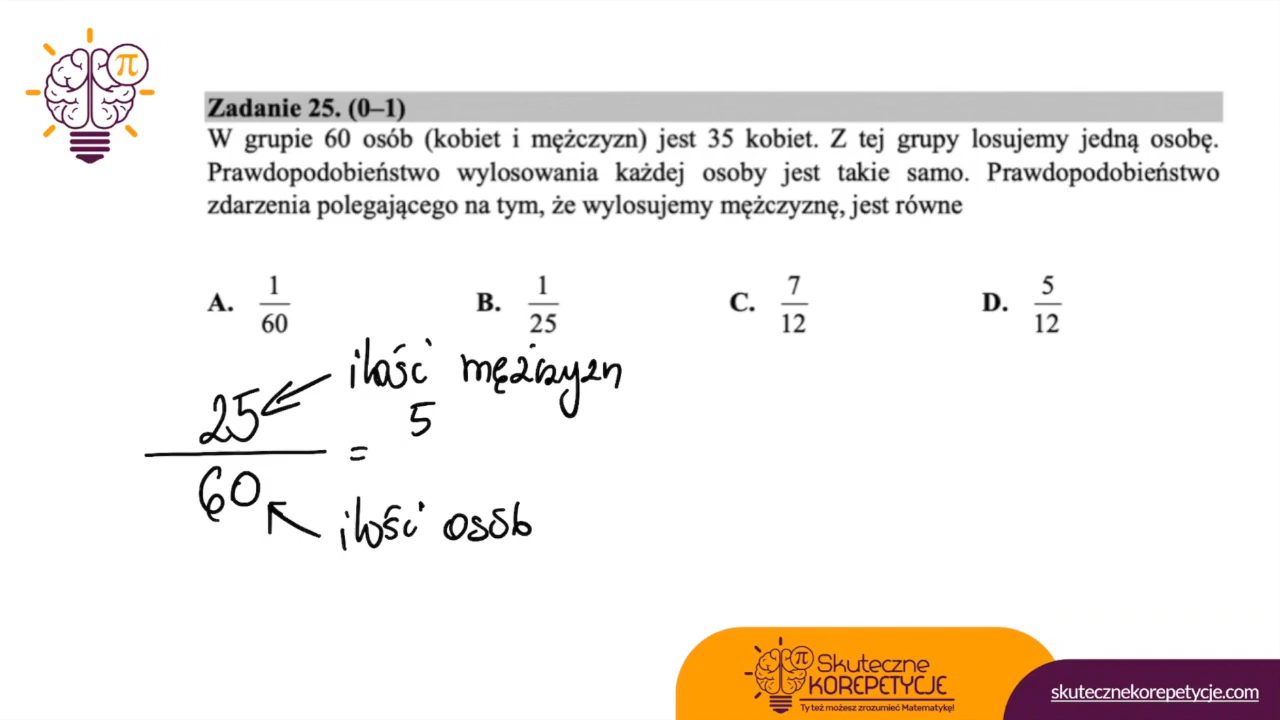 π
Zadanie 25. (0–1)
W grupie 60 osób (kobiet i mężczyzn) jest 35 kobiet. Z tej grupy losujemy jedną osobę.
Prawdopodobieństwo wylosowania każdej osoby jest takie samo. Prawdopodobieństwo
zdarzenia polegającego na tym, że wylosujemy mężczyznę, jest równe
A. 1/60 B. 1/25 C. 7/12 D. 5/12
ilość mężczyzn
25/60 = 5
ilość osób
π
Skuteczne
KOREPETYCJE
Ty też możesz zrozumieć Matematykę!
skutecznekorepetycje.com